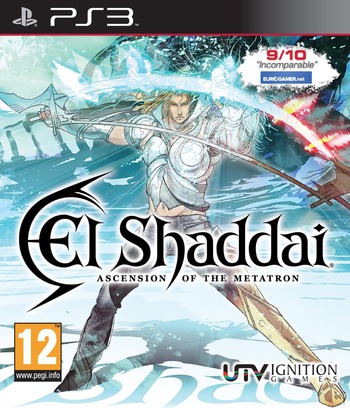 PS3
9/10
"Incomparable"
EUROGAMER.net
El Shaddai
ASCENSION OF THE METATRON
12
www.pegi.info
UTV IGNITION
GAMES